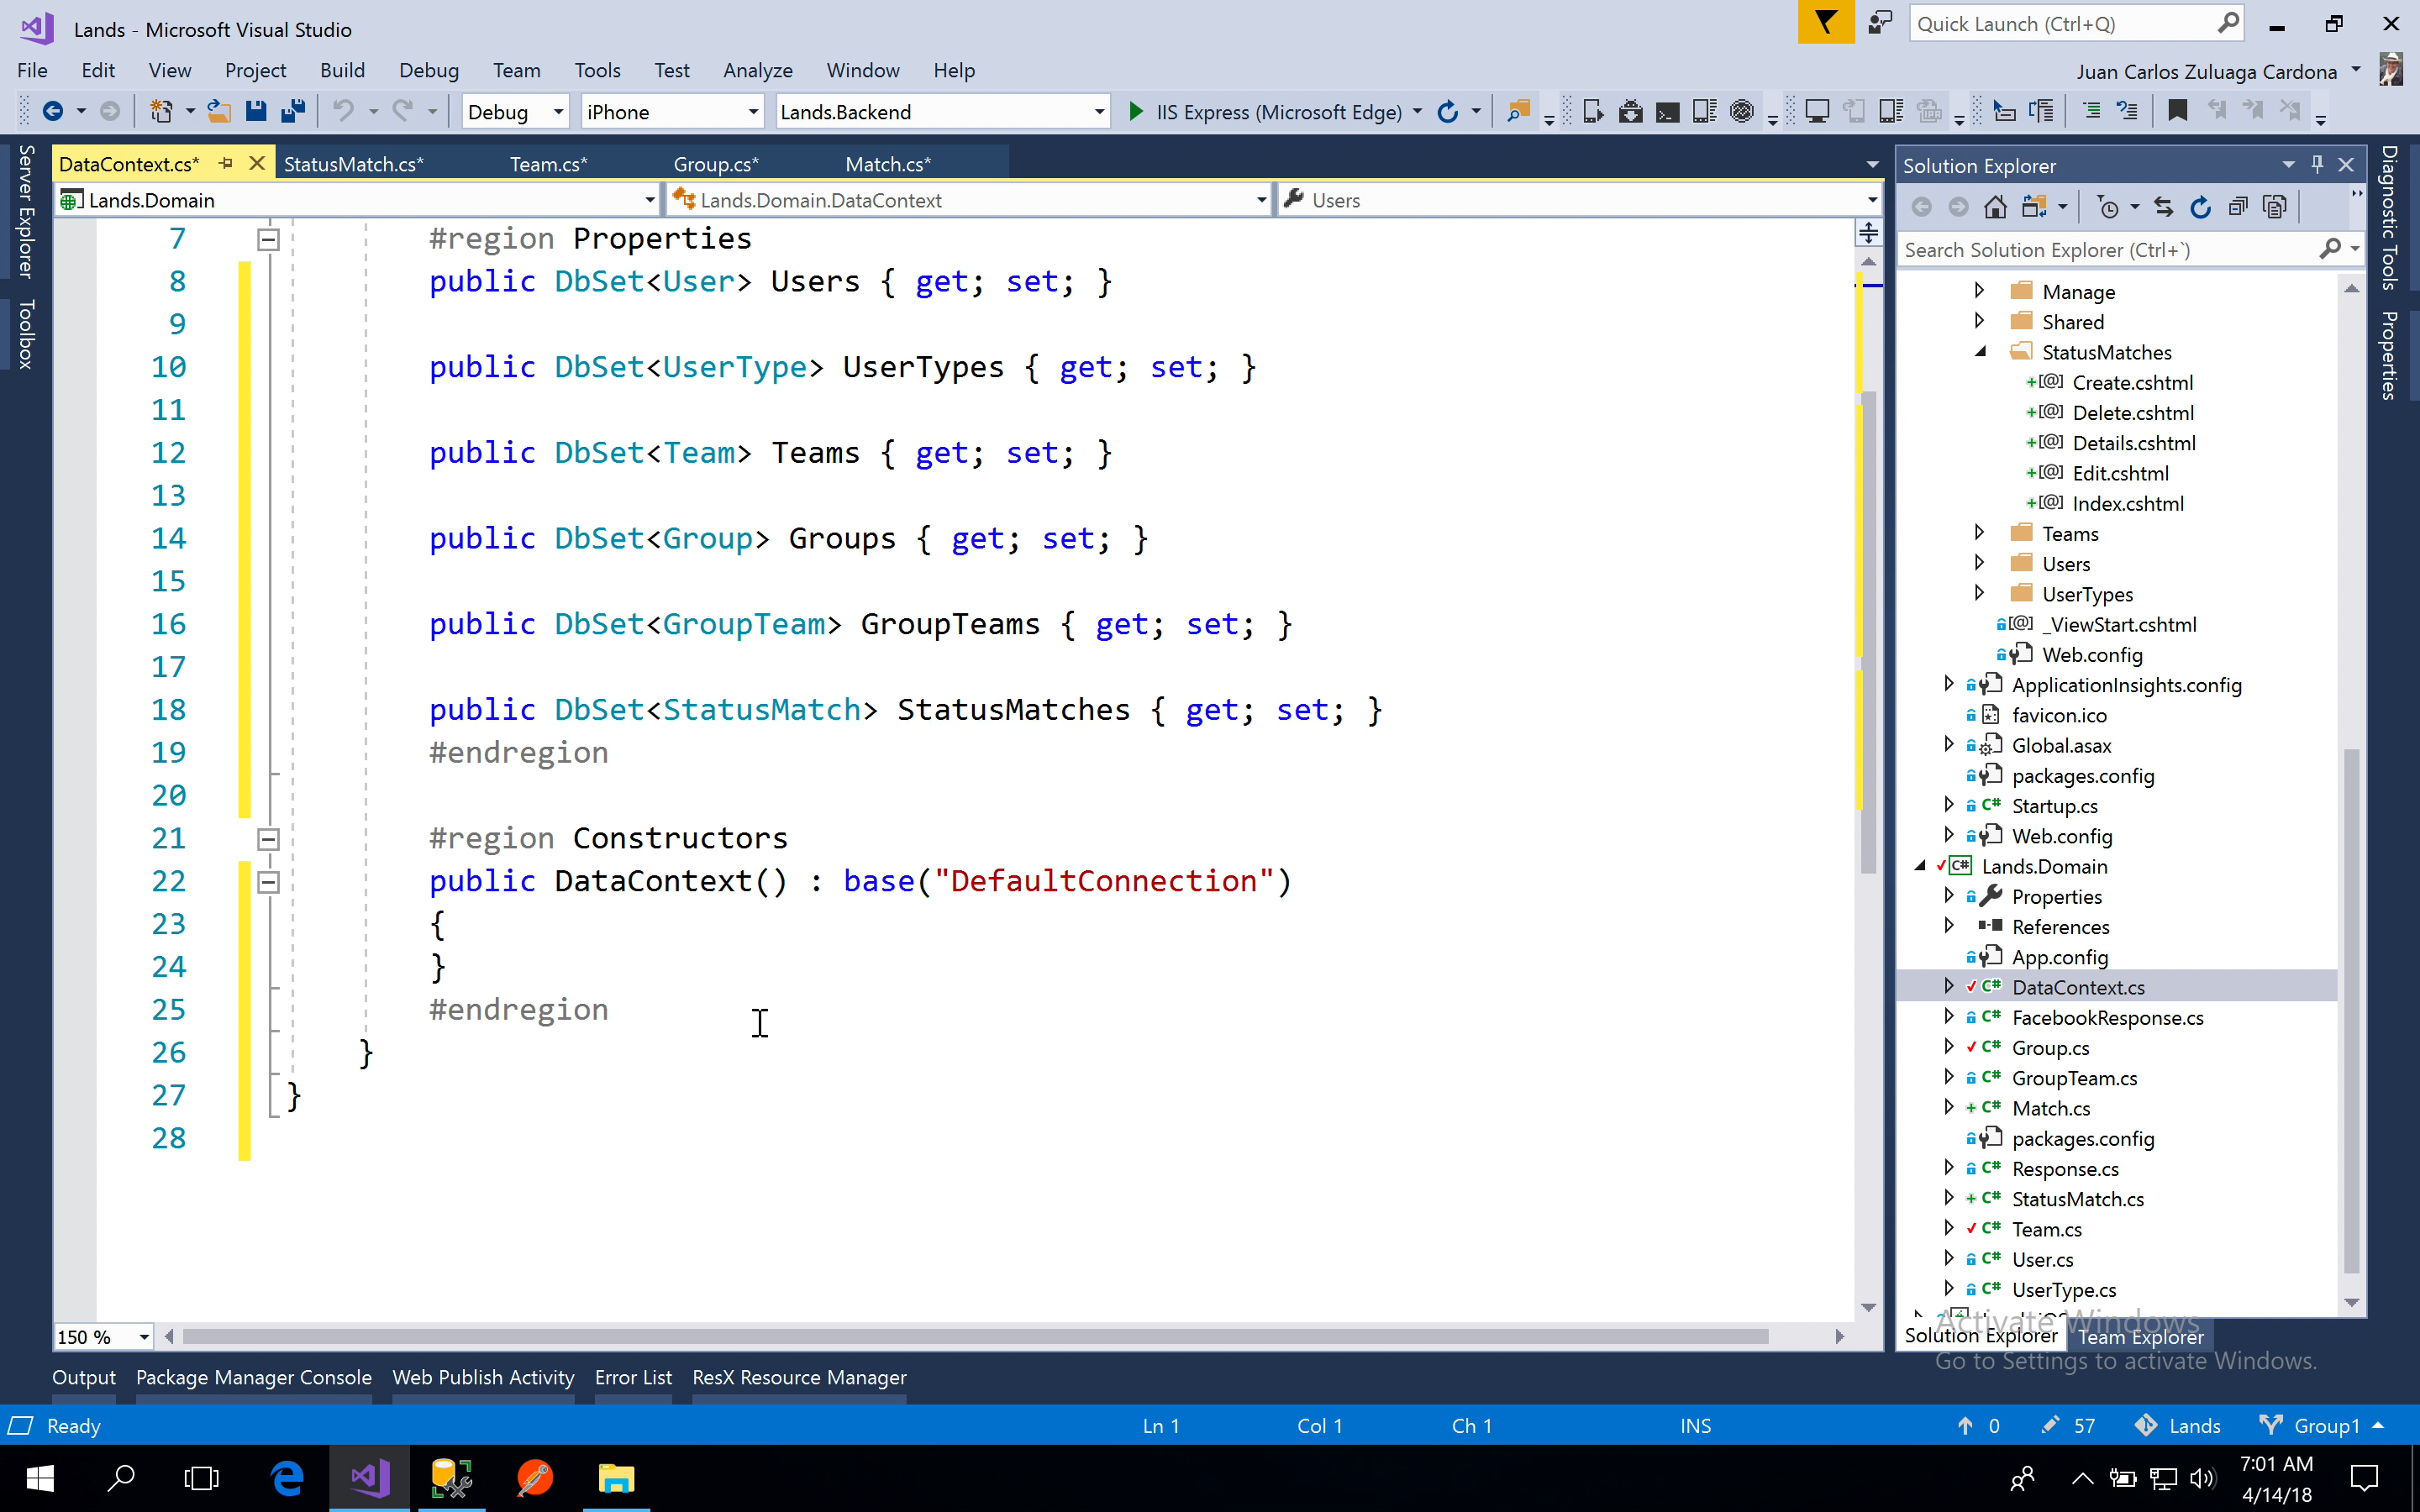 Lands - Microsoft Visual Studio
Quick Launch (Ctrl+Q)
File Edit View Project Build Debug Team Tools Test Analyze Window Help
Juan Carlos Zuluaga Cardona
Debug iPhone Lands.Backend IIS Express (Microsoft Edge)
Server Explorer
Toolbox
DataContext.cs* StatusMatch.cs* Team.cs* Group.cs* Match.cs*
Lands.Domain Lands.Domain.DataContext Users
7 #region Properties
8 public DbSet<User> Users { get; set; }
9
10 public DbSet<UserType> UserTypes { get; set; }
11
12 public DbSet<Team> Teams { get; set; }
13
14 public DbSet<Group> Groups { get; set; }
15
16 public DbSet<GroupTeam> GroupTeams { get; set; }
17
18 public DbSet<StatusMatch> StatusMatches { get; set; }
19 #endregion
20
21 #region Constructors
22 public DataContext() : base("DefaultConnection")
23 {
24 }
25 #endregion
26 }
27 }
28
150 %
Solution Explorer
Search Solution Explorer (Ctrl+`)
Manage
Shared
StatusMatches
Create.cshtml
Delete.cshtml
Details.cshtml
Edit.cshtml
Index.cshtml
Teams
Users
UserTypes
_ViewStart.cshtml
Web.config
ApplicationInsights.config
favicon.ico
Global.asax
packages.config
Startup.cs
Web.config
Lands.Domain
Properties
References
App.config
DataContext.cs
FacebookResponse.cs
Group.cs
GroupTeam.cs
Match.cs
packages.config
Response.cs
StatusMatch.cs
Team.cs
User.cs
UserType.cs
Solution Explorer Team Explorer
Diagnostic Tools
Properties
Activate Windows
Go to Settings to activate Windows.
Output Package Manager Console Web Publish Activity Error List ResX Resource Manager
Ready Ln 1 Col 1 Ch 1 INS 0 57 Lands Group1
7:01 AM
4/14/18